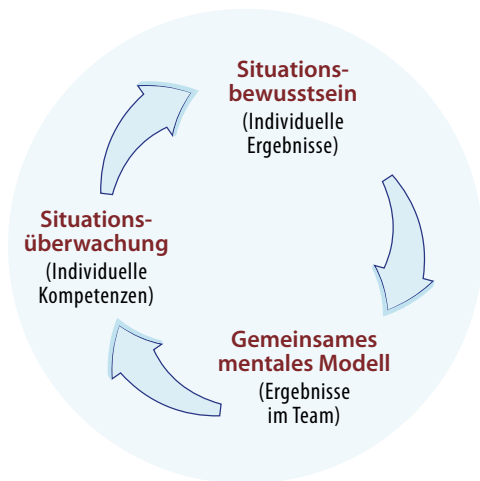 Situations-
bewusstsein
(Individuelle
Ergebnisse)
Situations-
überwachung
(Individuelle
Kompetenzen)
Gemeinsames
mentales Modell
(Ergebnisse
im Team)